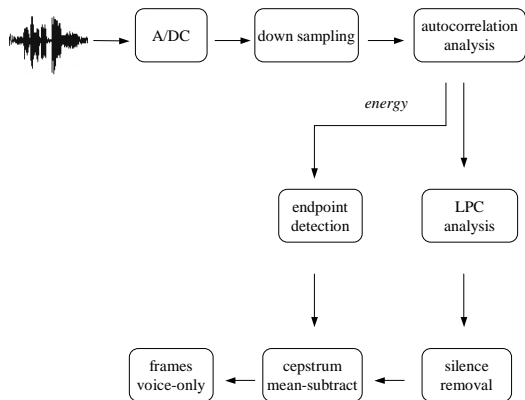 A/DC
down sampling
autocorrelation
analysis
energy
endpoint
detection
LPC
analysis
frames
voice-only
cepstrum
mean-subtract
silence
removal